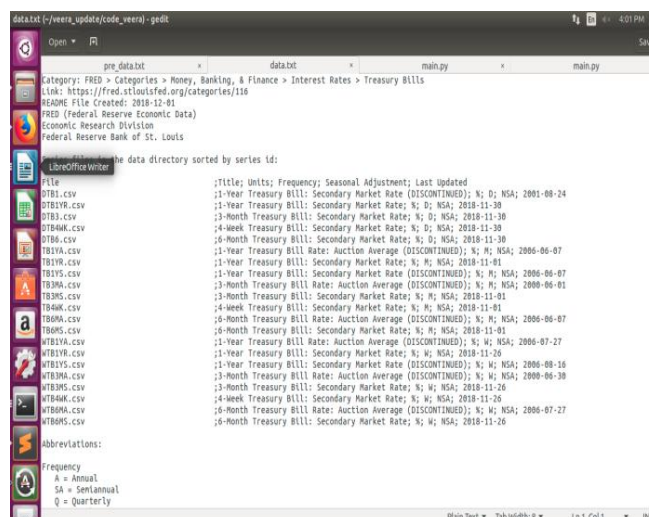 data.txt (~/veera_update/code_veera) - gedit
En 4:01 PM
Open
pre_data.txt × data.txt × main.py × main.py
Category: FRED > Categories > Money, Banking, & Finance > Interest Rates > Treasury Bills
Link: https://fred.stlouisfed.org/categories/116
README File Created: 2018-12-01
FRED (Federal Reserve Economic Data)
Economic Research Division
Federal Reserve Bank of St. Louis
the data directory sorted by series id:
LibreOffice Writer
File ;Title; Units; Frequency; Seasonal Adjustment; Last Updated
DTB1.csv ;1-Year Treasury Bill: Secondary Market Rate (DISCONTINUED); %; D; NSA; 2001-08-24
DTB1YR.csv ;1-Year Treasury Bill: Secondary Market Rate; %; D; NSA; 2018-11-30
DTB3.csv ;3-Month Treasury Bill: Secondary Market Rate; %; D; NSA; 2018-11-30
DTB4WK.csv ;4-Week Treasury Bill: Secondary Market Rate; %; D; NSA; 2018-11-30
DTB6.csv ;6-Month Treasury Bill: Secondary Market Rate; %; D; NSA; 2018-11-30
TB1YA.csv ;1-Year Treasury Bill Rate: Auction Average (DISCONTINUED); %; M; NSA; 2006-06-07
TB1YR.csv ;1-Year Treasury Bill: Secondary Market Rate; %; M; NSA; 2018-11-01
TB1YS.csv ;1-Year Treasury Bill: Secondary Market Rate (DISCONTINUED); %; M; NSA; 2006-06-07
TB3MA.csv ;3-Month Treasury Bill Rate: Auction Average (DISCONTINUED); %; M; NSA; 2000-06-01
TB3MS.csv ;3-Month Treasury Bill: Secondary Market Rate; %; M; NSA; 2018-11-01
TB4WK.csv ;4-Week Treasury Bill: Secondary Market Rate; %; M; NSA; 2018-11-01
TB6MA.csv ;6-Month Treasury Bill Rate: Auction Average (DISCONTINUED); %; M; NSA; 2006-06-07
TB6MS.csv ;6-Month Treasury Bill: Secondary Market Rate; %; M; NSA; 2018-11-01
WTB1YA.csv ;1-Year Treasury Bill Rate: Auction Average (DISCONTINUED); %; W; NSA; 2006-07-27
WTB1YR.csv ;1-Year Treasury Bill: Secondary Market Rate; %; W; NSA; 2018-11-26
WTB1YS.csv ;1-Year Treasury Bill: Secondary Market Rate (DISCONTINUED); %; W; NSA; 2006-08-16
WTB3MA.csv ;3-Month Treasury Bill Rate: Auction Average (DISCONTINUED); %; W; NSA; 2000-06-30
WTB3MS.csv ;3-Month Treasury Bill: Secondary Market Rate; %; W; NSA; 2018-11-26
WTB4WK.csv ;4-Week Treasury Bill: Secondary Market Rate; %; W; NSA; 2018-11-26
WTB6MA.csv ;6-Month Treasury Bill Rate: Auction Average (DISCONTINUED); %; W; NSA; 2006-07-27
WTB6MS.csv ;6-Month Treasury Bill: Secondary Market Rate; %; W; NSA; 2018-11-26
Abbreviations:
Frequency
A = Annual
SA = Semiannual
Q = Quarterly
Plain Text Tab Width: 8 Ln 1, Col 1